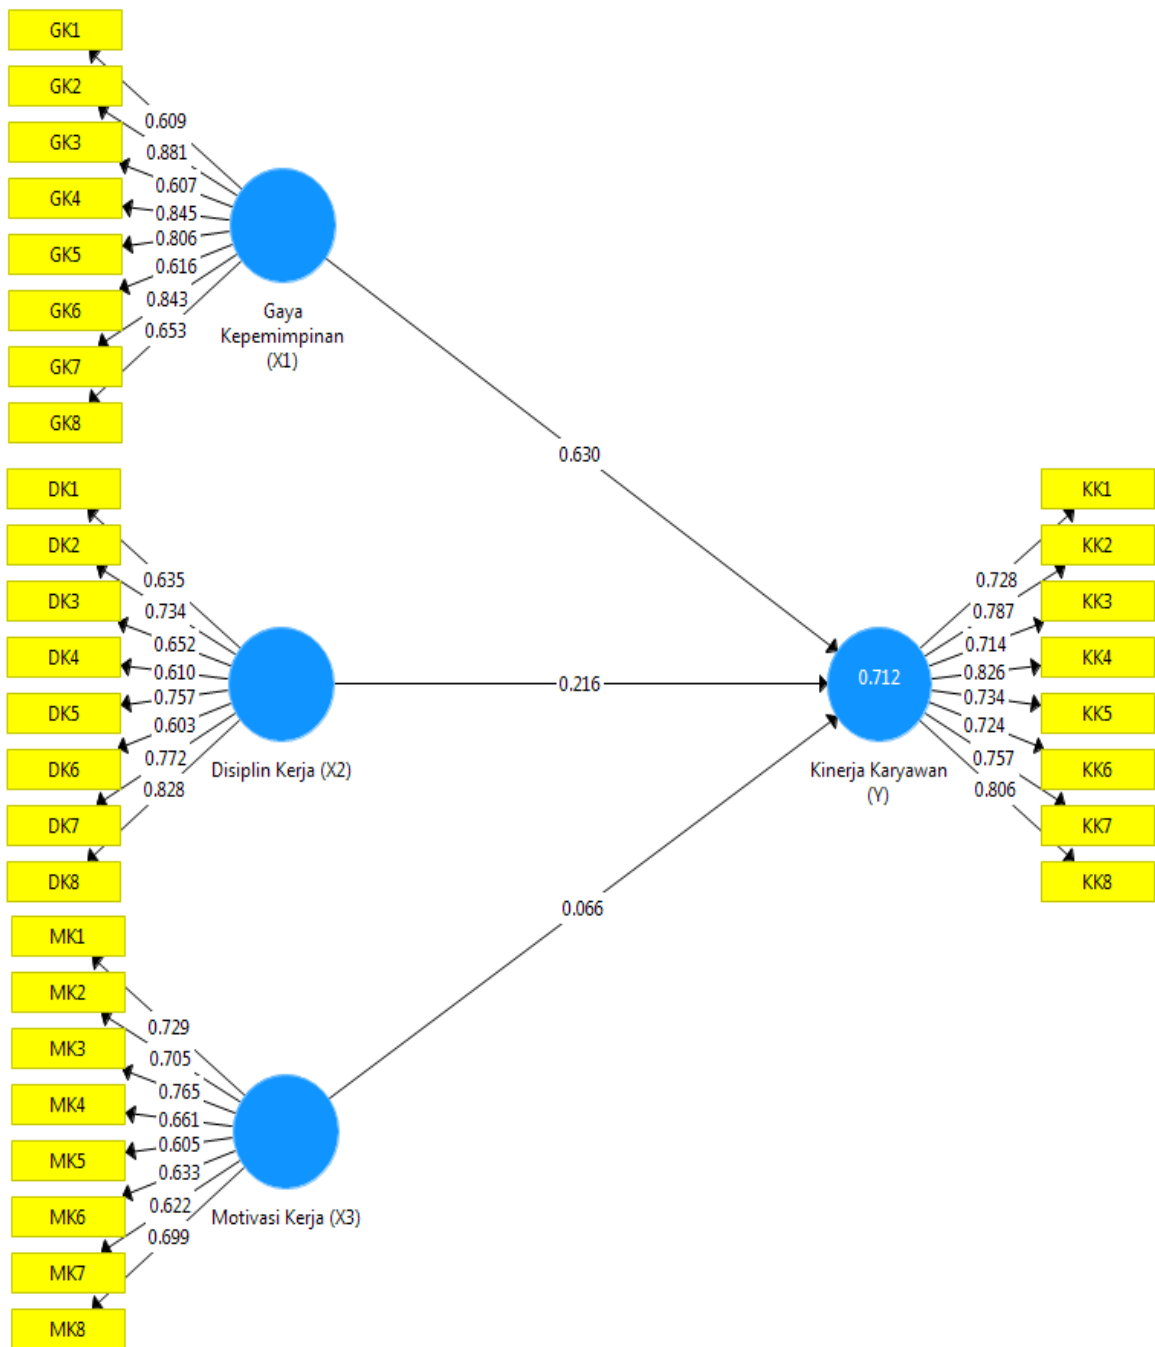 GK1
GK2
GK3
GK4
GK5
GK6
GK7
GK8
0.609
0.881
0.607
0.845
0.806
0.616
0.843
0.653
Gaya
Kepemimpinan
(X1)
0.630
DK1
DK2
DK3
DK4
DK5
DK6
DK7
DK8
0.635
0.734
0.652
0.610
0.757
0.603
0.772
0.828
Disiplin Kerja (X2)
0.216
MK1
MK2
MK3
MK4
MK5
MK6
MK7
MK8
0.729
0.705
0.765
0.661
0.605
0.633
0.622
0.699
Motivasi Kerja (X3)
0.066
0.712
Kinerja Karyawan
(Y)
0.728
0.787
0.714
0.826
0.734
0.724
0.757
0.806
KK1
KK2
KK3
KK4
KK5
KK6
KK7
KK8